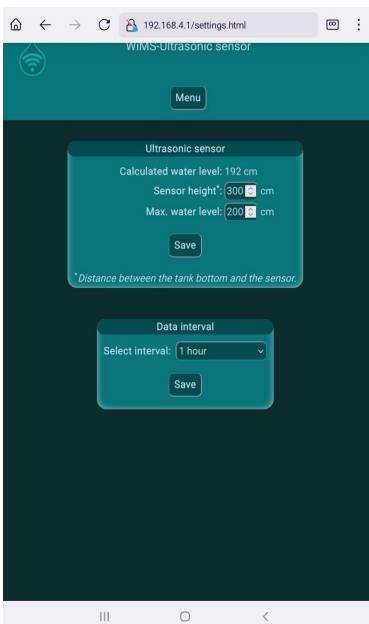 192.168.4.1/settings.html
WiMS-Ultrasonic sensor
Menu
Ultrasonic sensor
Calculated water level: 192 cm
Sensor height*: 300 cm
Max. water level: 200 cm
Save
*Distance between the tank bottom and the sensor.
Data interval
Select interval: 1 hour
Save